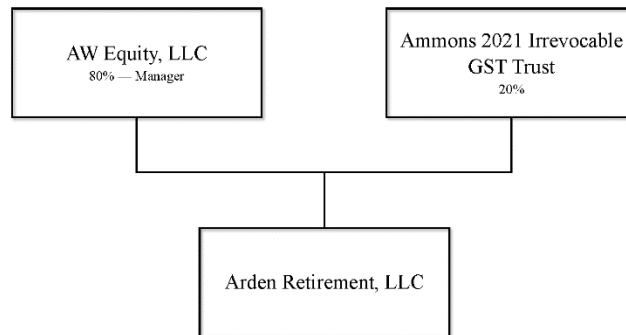 AW Equity, LLC
80% — Manager
Ammons 2021 Irrevocable
GST Trust
20%
Arden Retirement, LLC